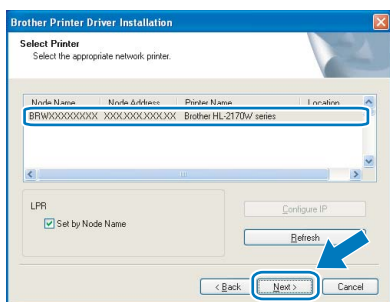 Brother Printer Driver Installation
Select Printer
Select the appropriate network printer.
Node Name Node Address Printer Name Location
BRWXXXXXXXX XXX.XXX.XXX.XX Brother HL-2170W series
LPR
Set by Node Name
Configure IP
Refresh
< Back Next > Cancel